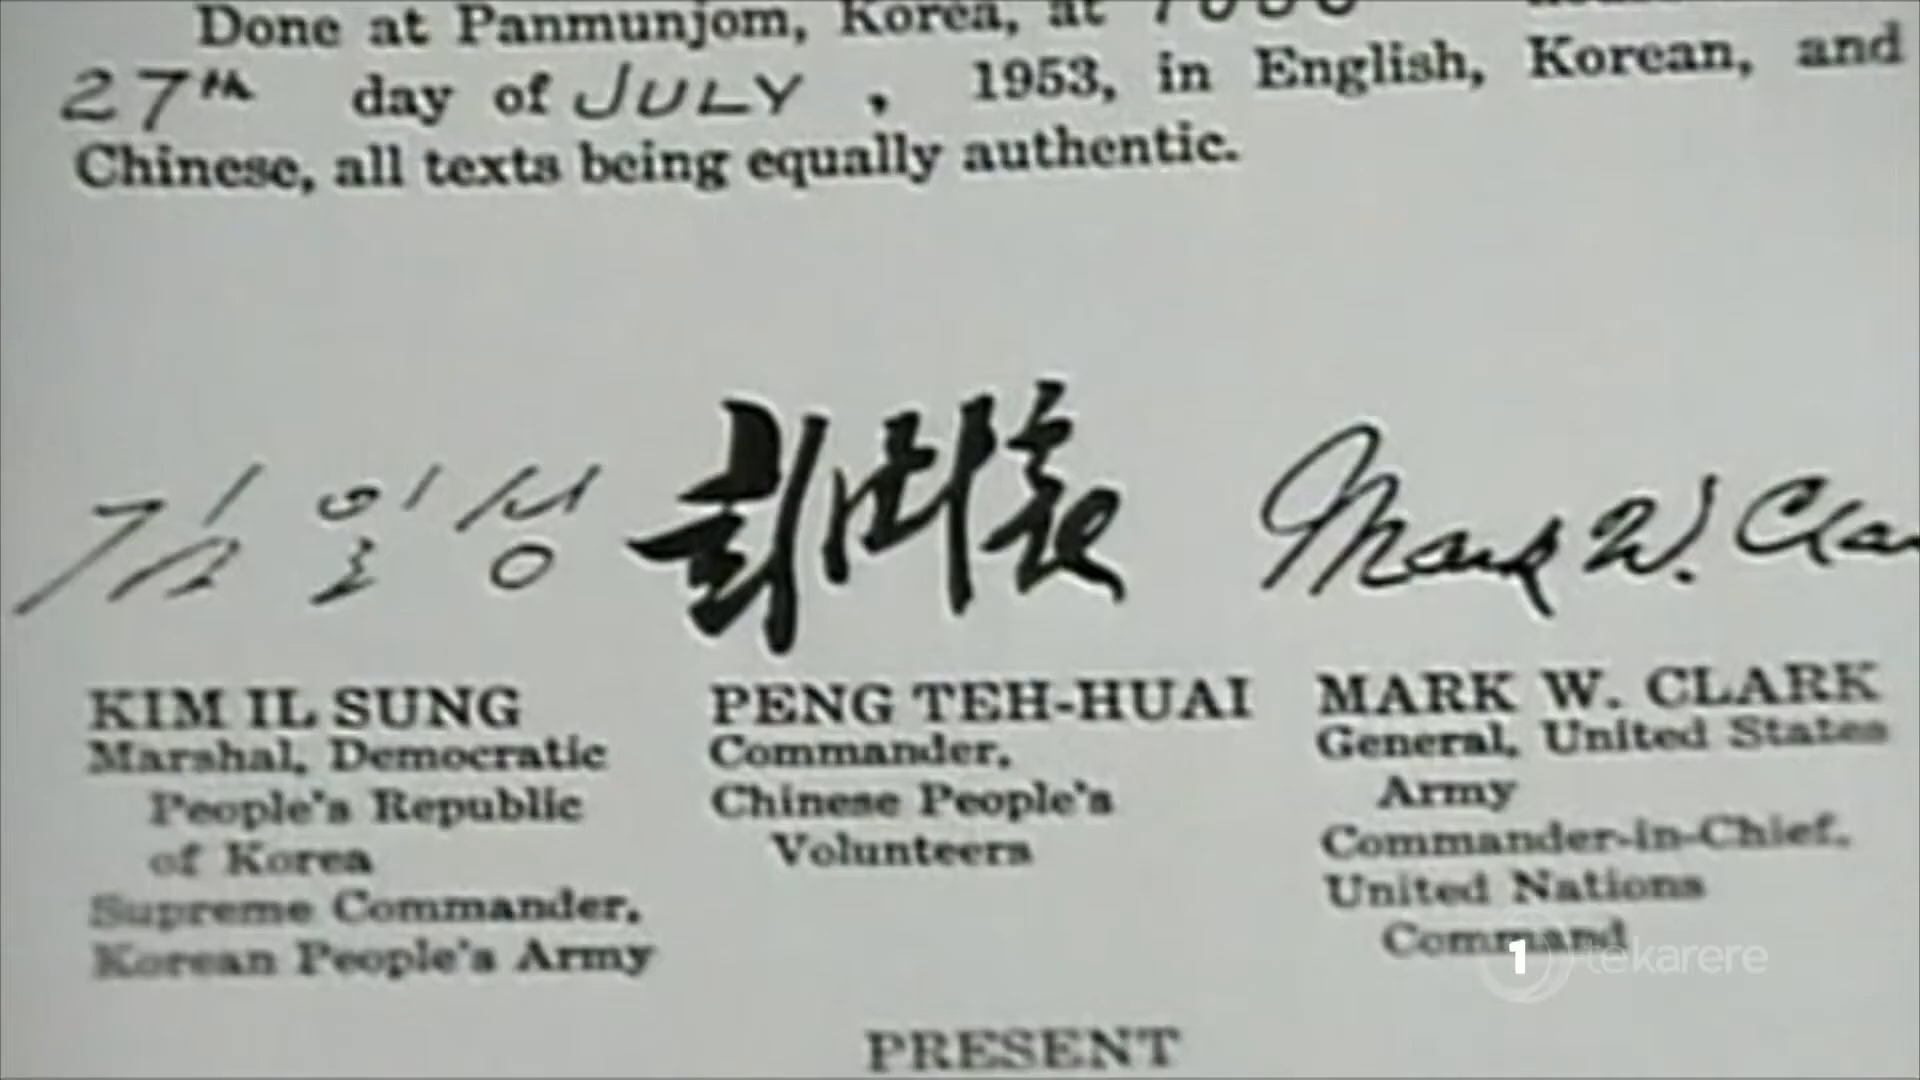 Done at Panmunjom, Korea, at
27th day of JULY, 1953, in English, Korean, and
Chinese, all texts being equally authentic.
김일성 彭德懷 Mark W. Clar
KIM IL SUNG
Marshal, Democratic
People's Republic
of Korea
Supreme Commander,
Korean People's Army
PENG TEH-HUAI
Commander,
Chinese People's
Volunteers
MARK W. CLARK
General, United States
Army
Commander-in-Chief,
United Nations
Command
PRESENT
1 tekarere